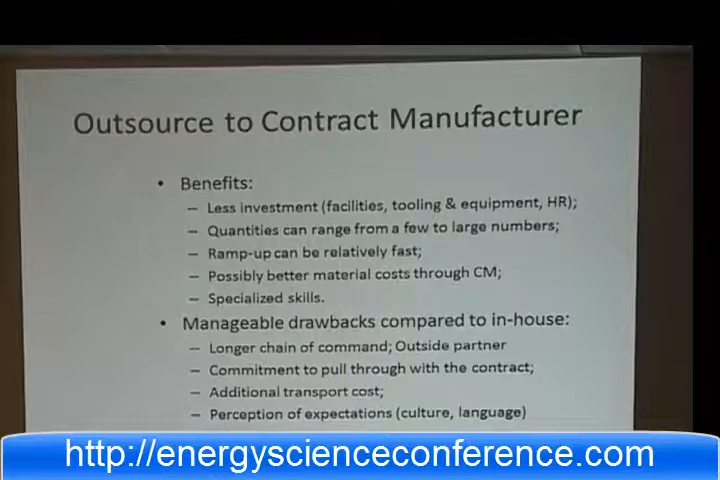 Outsource to Contract Manufacturer
• Benefits:
– Less investment (facilities, tooling & equipment, HR);
– Quantities can range from a few to large numbers;
– Ramp-up can be relatively fast;
– Possibly better material costs through CM;
– Specialized skills.
• Manageable drawbacks compared to in-house:
– Longer chain of command; Outside partner
– Commitment to pull through with the contract;
– Additional transport cost;
– Perception of expectations (culture, language)
http://energyscienceconference.com